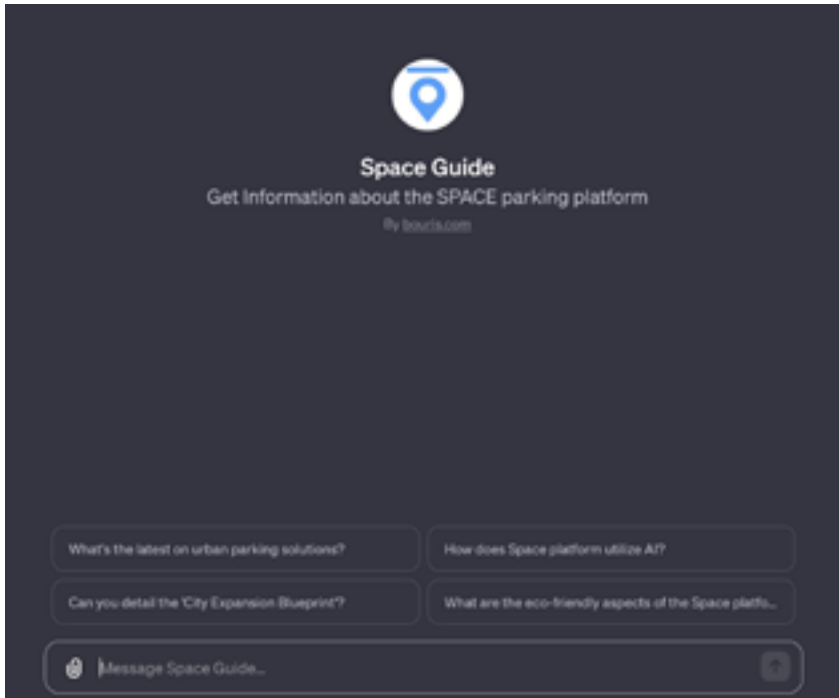 Space Guide
Get Information about the SPACE parking platform
By bouris.com
What's the latest on urban parking solutions?
How does Space platform utilize AI?
Can you detail the 'City Expansion Blueprint'?
What are the eco-friendly aspects of the Space platfo...
Message Space Guide...